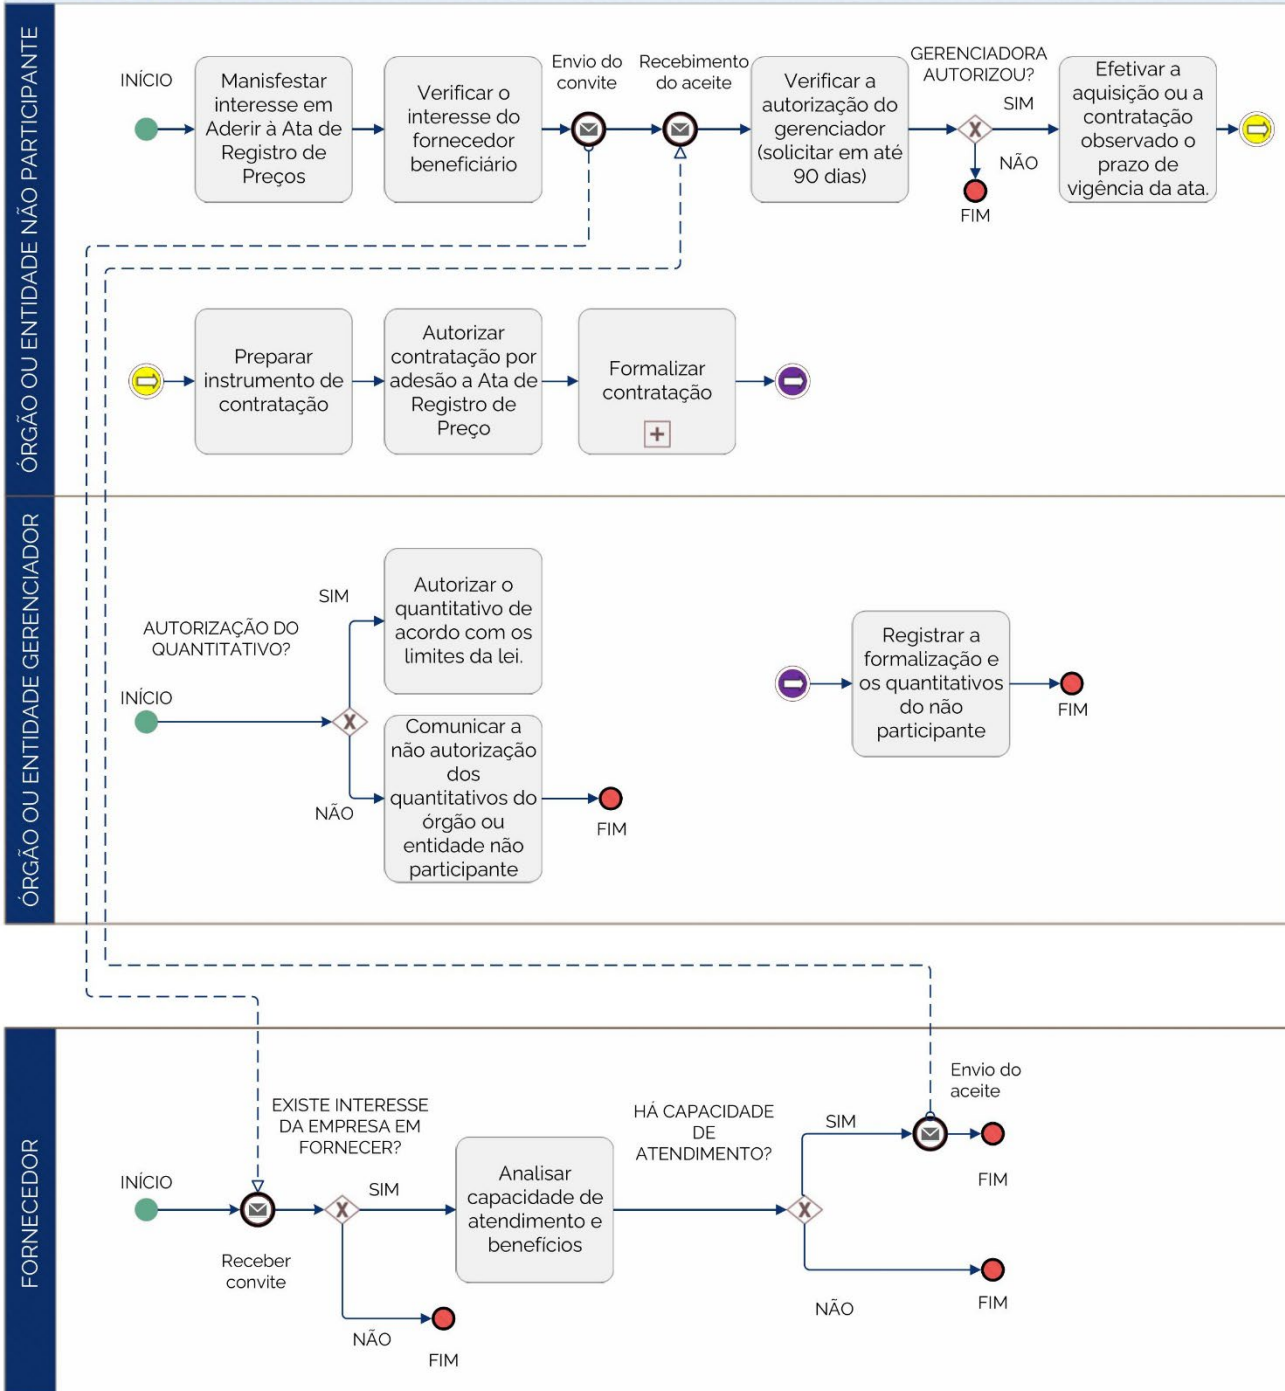 ÓRGÃO OU ENTIDADE NÃO PARTICIPANTE
INÍCIO
Manisfestar
interesse em
Aderir à Ata de
Registro de
Preços
Verificar o
interesse do
fornecedor
beneficiário
Envio do
convite
Recebimento
do aceite
Verificar a
autorização do
gerenciador
(solicitar em até
90 dias)
GERENCIADORA
AUTORIZOU?
SIM
NÃO
FIM
Efetivar a
aquisição ou a
contratação
observado o
prazo de
vigência da ata.
Preparar
instrumento de
contratação
Autorizar
contratação por
adesão a Ata de
Registro de
Preço
Formalizar
contratação
ÓRGÃO OU ENTIDADE GERENCIADOR
AUTORIZAÇÃO DO
QUANTITATIVO?
INÍCIO
SIM
Autorizar o
quantitativo de
acordo com os
limites da lei.
NÃO
Comunicar a
não autorização
dos
quantitativos do
órgão ou
entidade não
participante
FIM
Registrar a
formalização e
os quantitativos
do não
participante
FIM
FORNECEDOR
INÍCIO
Receber
convite
EXISTE INTERESSE
DA EMPRESA EM
FORNECER?
SIM
NÃO
FIM
Analisar
capacidade de
atendimento e
benefícios
HÁ CAPACIDADE
DE
ATENDIMENTO?
SIM
Envio do
aceite
FIM
NÃO
FIM